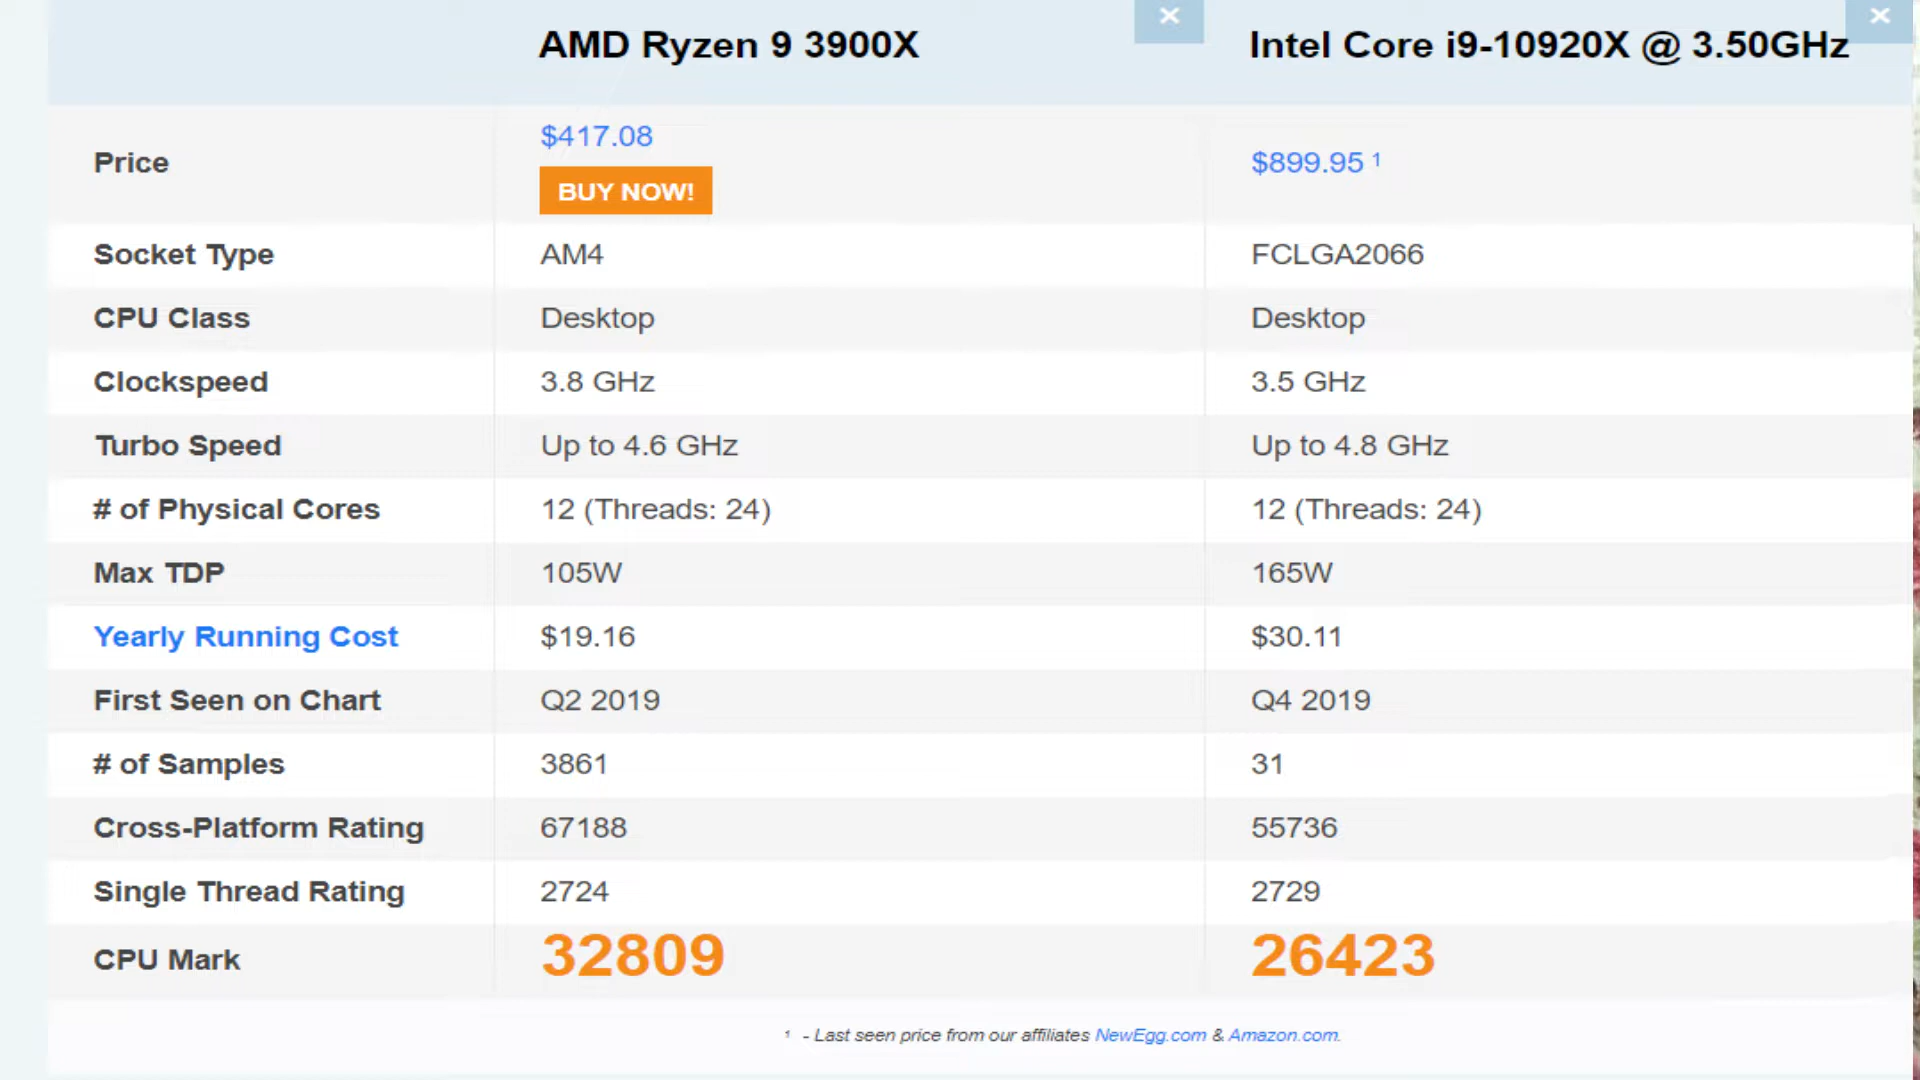 × ×
AMD Ryzen 9 3900X Intel Core i9-10920X @ 3.50GHz
Price $417.08 BUY NOW! $899.95 ¹
Socket Type AM4 FCLGA2066
CPU Class Desktop Desktop
Clockspeed 3.8 GHz 3.5 GHz
Turbo Speed Up to 4.6 GHz Up to 4.8 GHz
# of Physical Cores 12 (Threads: 24) 12 (Threads: 24)
Max TDP 105W 165W
Yearly Running Cost $19.16 $30.11
First Seen on Chart Q2 2019 Q4 2019
# of Samples 3861 31
Cross-Platform Rating 67188 55736
Single Thread Rating 2724 2729
CPU Mark 32809 26423
¹ - Last seen price from our affiliates NewEgg.com & Amazon.com.